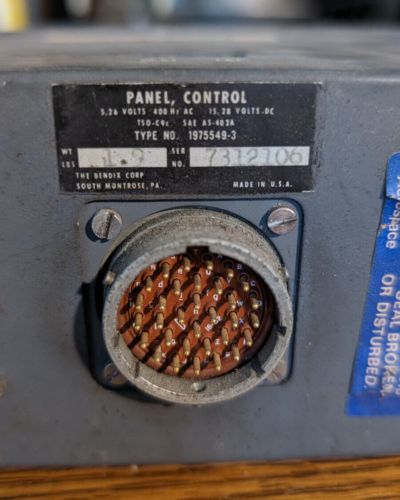 PANEL, CONTROL
5,26 VOLTS 400 Hz AC 15,28 VOLTS-DC
TSO-C9c SAE AS-402A
TYPE NO. 1975549-3
WT LBS 1.9 SER NO. 7312106
THE BENDIX CORP
SOUTH MONTROSE, PA. MADE IN U.S.A.
SEAL BROKEN
OR DISTURBED.